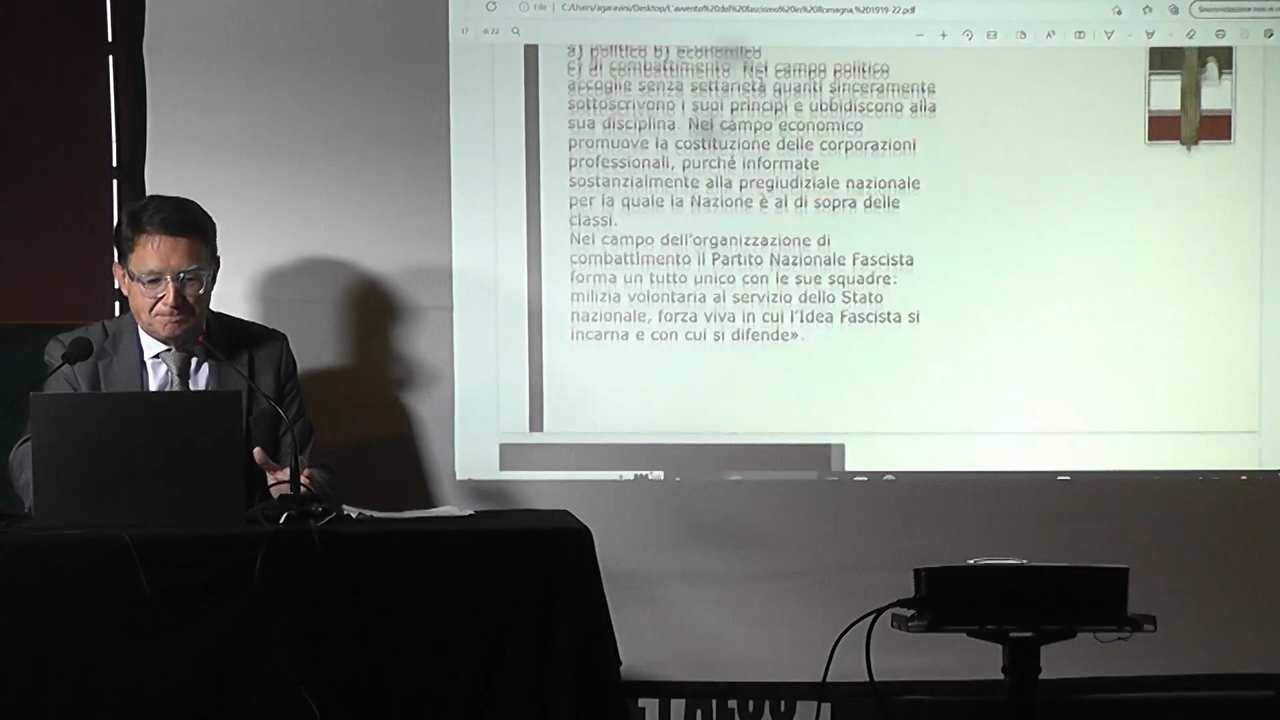 File | C:/Users/agaravini/Desktop/L'avvento%20del%20fascismo%20in%20Romagna,%201919-22.pdf
17 di 22
a) politico b) economico
c) di combattimento. Nel campo politico
accoglie senza settarietà quanti sinceramente
sottoscrivono i suoi principi e ubbidiscono alla
sua disciplina. Nel campo economico
promuove la costituzione delle corporazioni
professionali, purché informate
sostanzialmente alla pregiudiziale nazionale
per la quale la Nazione è al di sopra delle
classi.
Nel campo dell'organizzazione di
combattimento il Partito Nazionale Fascista
forma un tutto unico con le sue squadre:
milizia volontaria al servizio dello Stato
nazionale, forza viva in cui l'Idea Fascista si
incarna e con cui si difende».